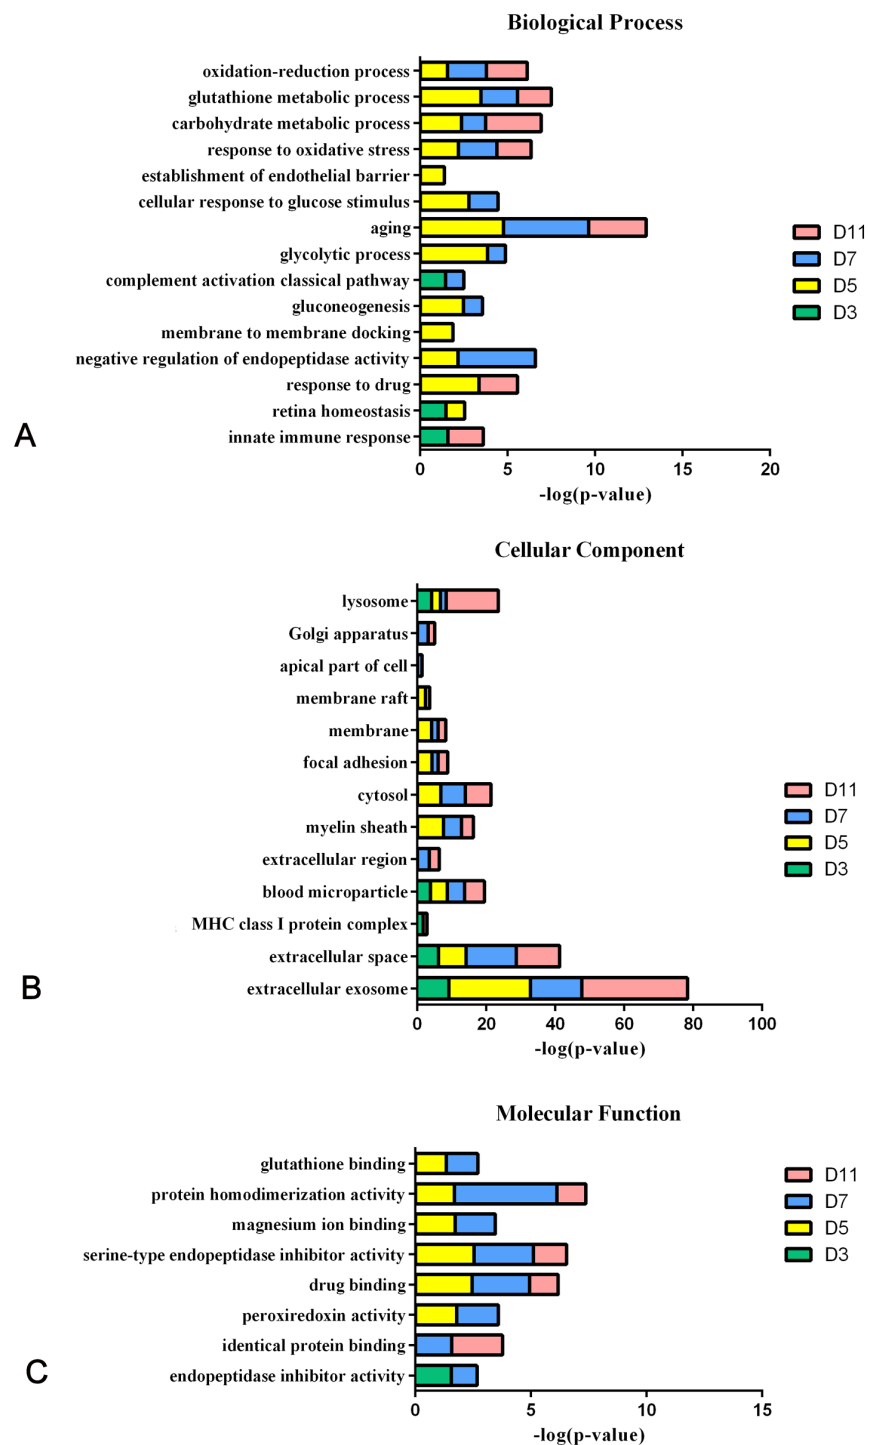 Biological Process
oxidation-reduction process
glutathione metabolic process
carbohydrate metabolic process
response to oxidative stress
establishment of endothelial barrier
cellular response to glucose stimulus
aging
glycolytic process
complement activation classical pathway
gluconeogenesis
membrane to membrane docking
negative regulation of endopeptidase activity
response to drug
retina homeostasis
innate immune response
D11
D7
D5
D3
A
0 5 10 15 20
-log(p-value)
Cellular Component
lysosome
Golgi apparatus
apical part of cell
membrane raft
membrane
focal adhesion
cytosol
myelin sheath
extracellular region
blood microparticle
MHC class I protein complex
extracellular space
extracellular exosome
D11
D7
D5
D3
B
0 20 40 60 80 100
-log(p-value)
Molecular Function
glutathione binding
protein homodimerization activity
magnesium ion binding
serine-type endopeptidase inhibitor activity
drug binding
peroxiredoxin activity
identical protein binding
endopeptidase inhibitor activity
D11
D7
D5
D3
C
0 5 10 15
-log(p-value)